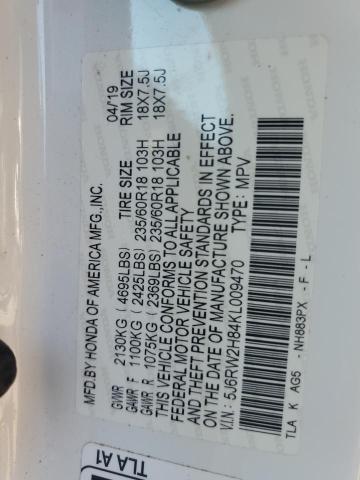 MFD.BY HONDA OF AMERICA MFG.,INC. 04/19
TIRE SIZE RIM SIZE
GVWR 2130KG (4695LBS)
GAWR F 1100KG (2425LBS) 235/60R18 103H 18X7.5J
GAWR R 1075KG (2369LBS) 235/60R18 103H 18X7.5J
THIS VEHICLE CONFORMS TO ALL APPLICABLE
FEDERAL MOTOR VEHICLE SAFETY
AND THEFT PREVENTION STANDARDS IN EFFECT
ON THE DATE OF MANUFACTURE SHOWN ABOVE.
V.I.N.: 5J6RW2H84KL009470 TYPE: MPV
TLA K AG5 - NH883PX - F - L
TLA A1